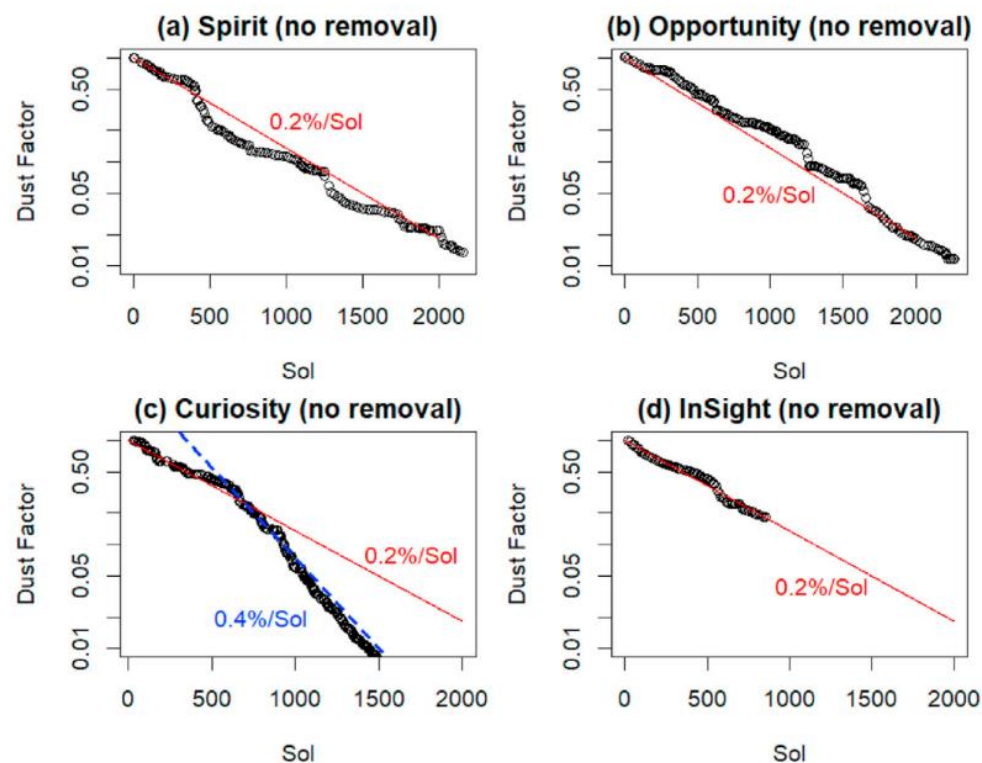 (a) Spirit (no removal)
0.50
0.05
0.01
Dust Factor
0.2%/Sol
0
500
1000
1500
2000
Sol
(b) Opportunity (no removal)
0.50
0.05
0.01
Dust Factor
0.2%/Sol
0
500
1000
1500
2000
Sol
(c) Curiosity (no removal)
0.50
0.05
0.01
Dust Factor
0.2%/Sol
0.4%/Sol
0
500
1000
1500
2000
Sol
(d) InSight (no removal)
0.50
0.05
0.01
Dust Factor
0.2%/Sol
0
500
1000
1500
2000
Sol